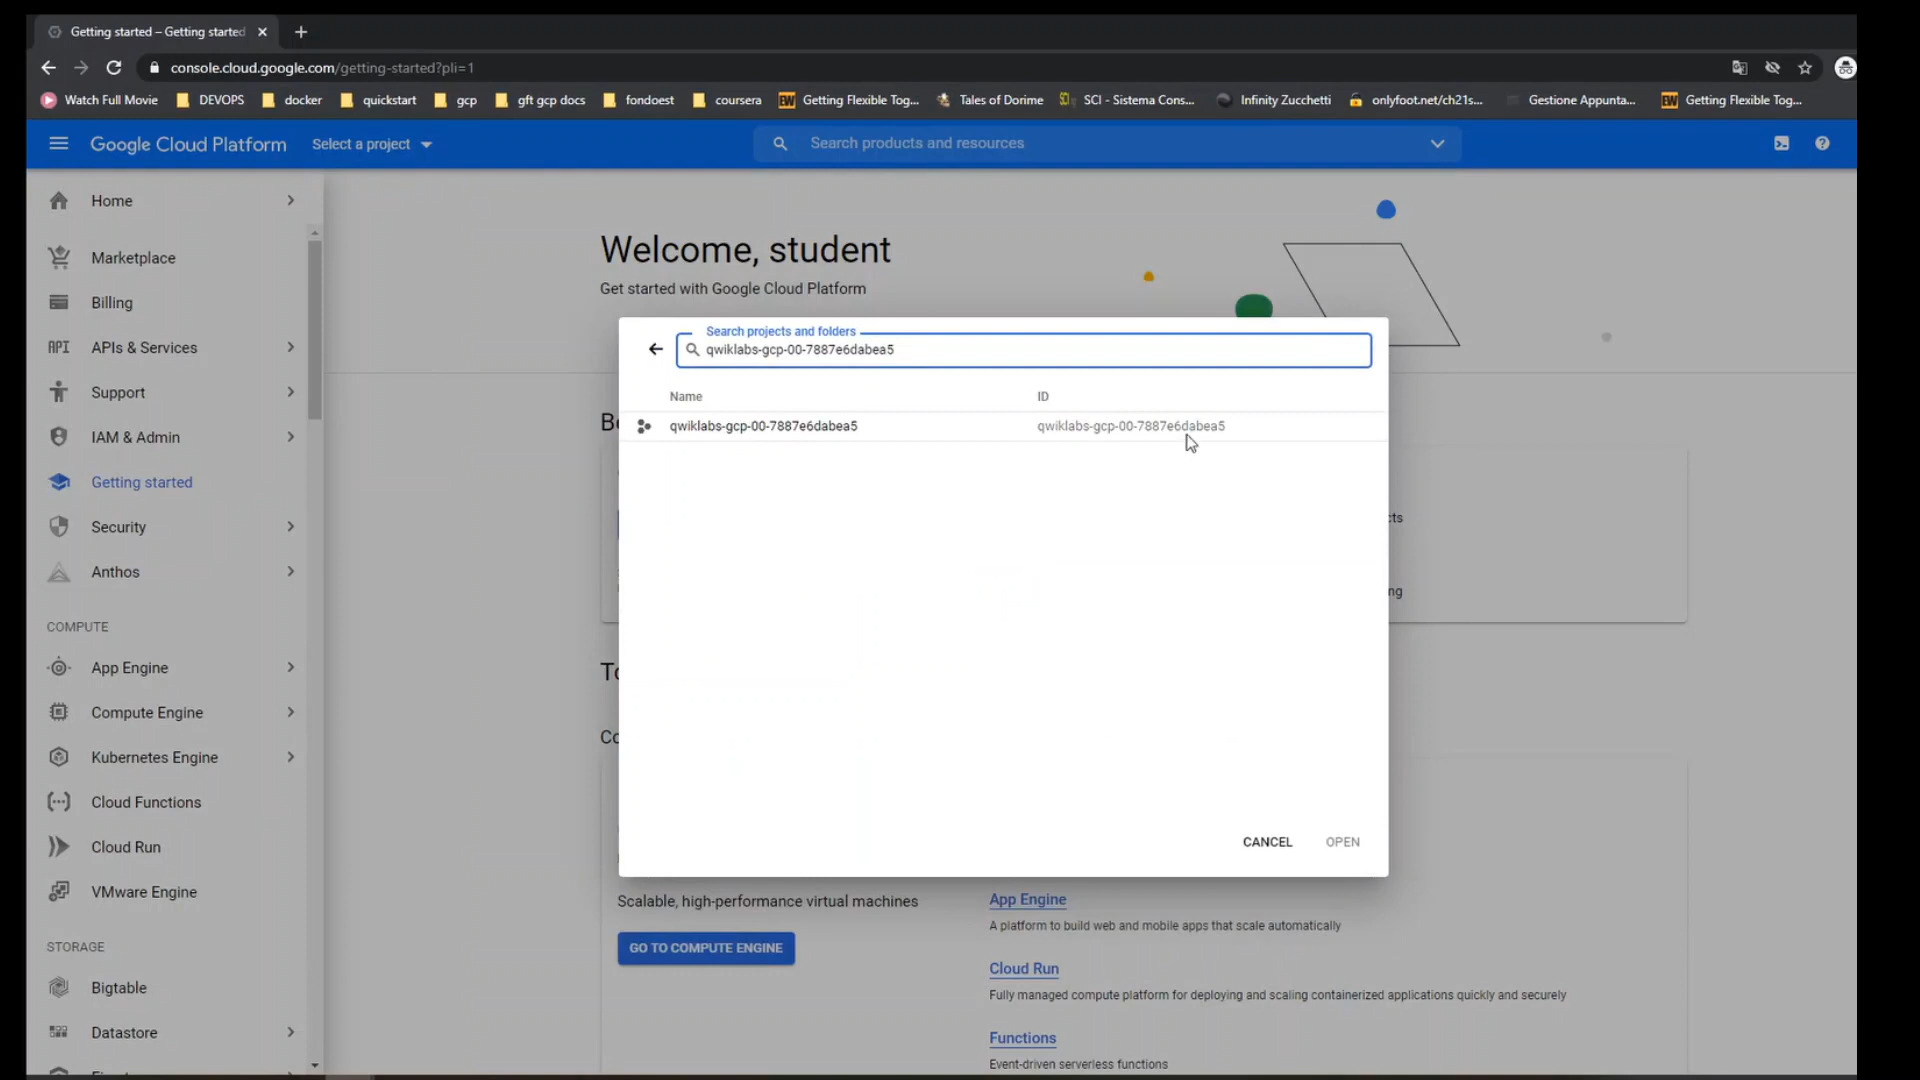 Getting started – Getting started
console.cloud.google.com/getting-started?pli=1
Watch Full Movie DEVOPS docker quickstart gcp gft gcp docs fondoest coursera EW Getting Flexible Tog... Tales of Dorime SCI - Sistema Cons... Infinity Zucchetti onlyfoot.net/ch21s... Gestione Appunta... EW Getting Flexible Tog...
Google Cloud Platform Select a project Search products and resources
Home
Marketplace
Billing
API APIs & Services
Support
IAM & Admin
Getting started
Security
Anthos
COMPUTE
App Engine
Compute Engine
Kubernetes Engine
Cloud Functions
Cloud Run
VMware Engine
STORAGE
Bigtable
Datastore
Welcome, student
Get started with Google Cloud Platform
Search projects and folders
qwiklabs-gcp-00-7887e6dabea5
Name ID
qwiklabs-gcp-00-7887e6dabea5 qwiklabs-gcp-00-7887e6dabea5
CANCEL OPEN
Scalable, high-performance virtual machines
GO TO COMPUTE ENGINE
App Engine
A platform to build web and mobile apps that scale automatically
Cloud Run
Fully managed compute platform for deploying and scaling containerized applications quickly and securely
Functions
Event-driven serverless functions